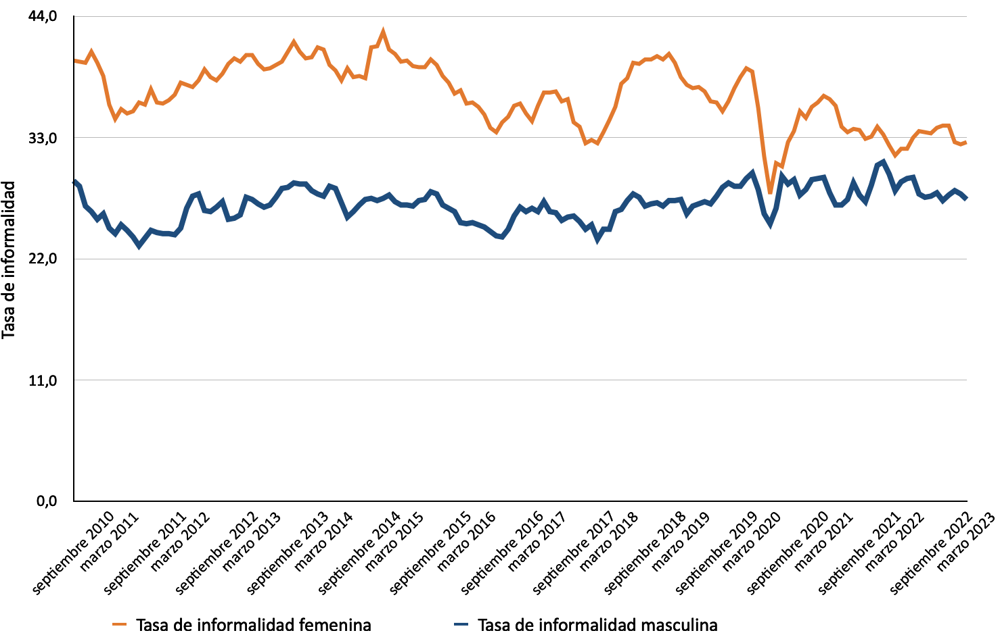 44,0
33,0
22,0
11,0
0,0
Tasa de informalidad
septiembre 2010
marzo 2011
septiembre 2011
marzo 2012
septiembre 2012
marzo 2013
septiembre 2013
marzo 2014
septiembre 2014
marzo 2015
septiembre 2015
marzo 2016
septiembre 2016
marzo 2017
septiembre 2017
marzo 2018
septiembre 2018
marzo 2019
septiembre 2019
marzo 2020
septiembre 2020
marzo 2021
septiembre 2021
marzo 2022
septiembre 2022
marzo 2023
Tasa de informalidad femenina
Tasa de informalidad masculina